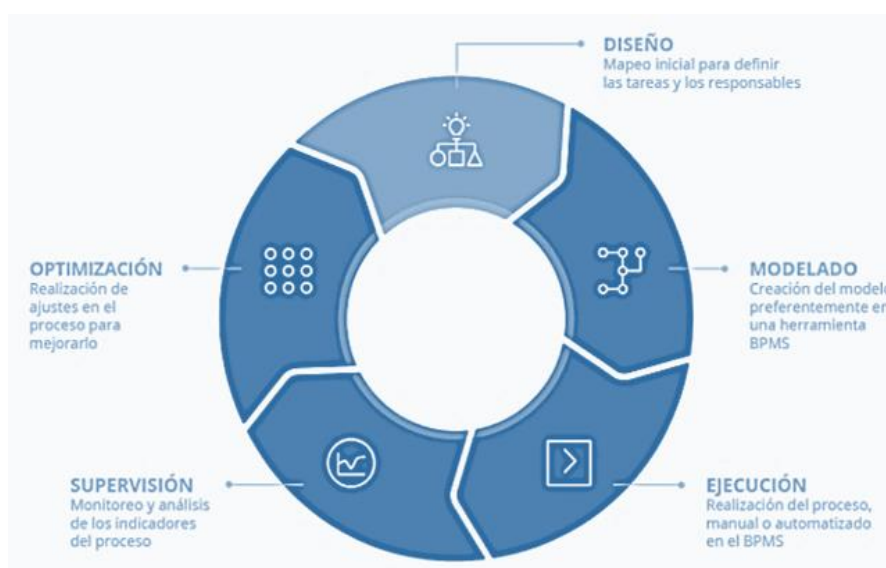 DISEÑO
Mapeo inicial para definir
las tareas y los responsables
MODELADO
Creación del modelo
preferentemente en
una herramienta
BPMS
EJECUCIÓN
Realización del proceso,
manual o automatizado
en el BPMS
SUPERVISIÓN
Monitoreo y análisis
de los indicadores
del proceso
OPTIMIZACIÓN
Realización de
ajustes en el
proceso para
mejorarlo